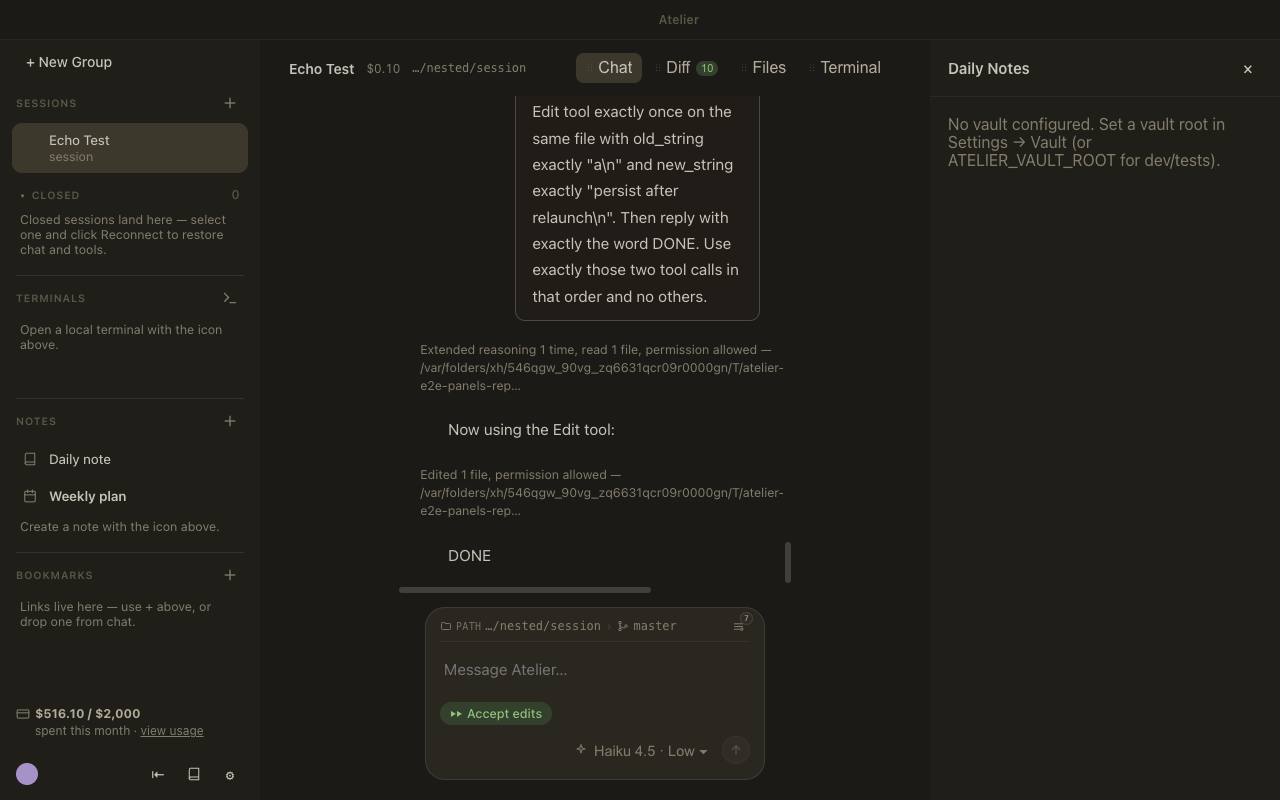 Atelier
+ New Group
SESSIONS
Echo Test
session
CLOSED 0
Closed sessions land here — select
one and click Reconnect to restore
chat and tools.
TERMINALS
Open a local terminal with the icon
above.
NOTES
Daily note
Weekly plan
Create a note with the icon above.
BOOKMARKS
Links live here — use + above, or
drop one from chat.
$516.10 / $2,000
spent this month · view usage
Echo Test $0.10 …/nested/session
Chat Diff 10 Files Terminal
Edit tool exactly once on the
same file with old_string
exactly "a\n" and new_string
exactly "persist after
relaunch\n". Then reply with
exactly the word DONE. Use
exactly those two tool calls in
that order and no others.
Extended reasoning 1 time, read 1 file, permission allowed —
/var/folders/xh/546qgw_90vg_zq6631qcr09r0000gn/T/atelier-
e2e-panels-rep…
Now using the Edit tool:
Edited 1 file, permission allowed —
/var/folders/xh/546qgw_90vg_zq6631qcr09r0000gn/T/atelier-
e2e-panels-rep…
DONE
PATH …/nested/session › master 7
Message Atelier…
Accept edits
Haiku 4.5 · Low
Daily Notes ×
No vault configured. Set a vault root in
Settings → Vault (or
ATELIER_VAULT_ROOT for dev/tests).